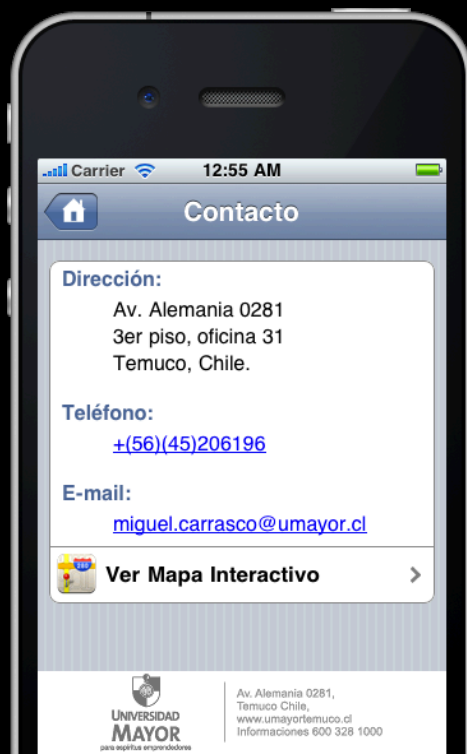 Carrier
12:55 AM
Contacto
Dirección:
Av. Alemania 0281
3er piso, oficina 31
Temuco, Chile.
Teléfono:
+(56)(45)206196
E-mail:
miguel.carrasco@umayor.cl
280
Ver Mapa Interactivo
UNIVERSIDAD
MAYOR
para espíritus emprendedores
Av. Alemania 0281,
Temuco Chile,
www.umayortemuco.cl
Informaciones 600 328 1000